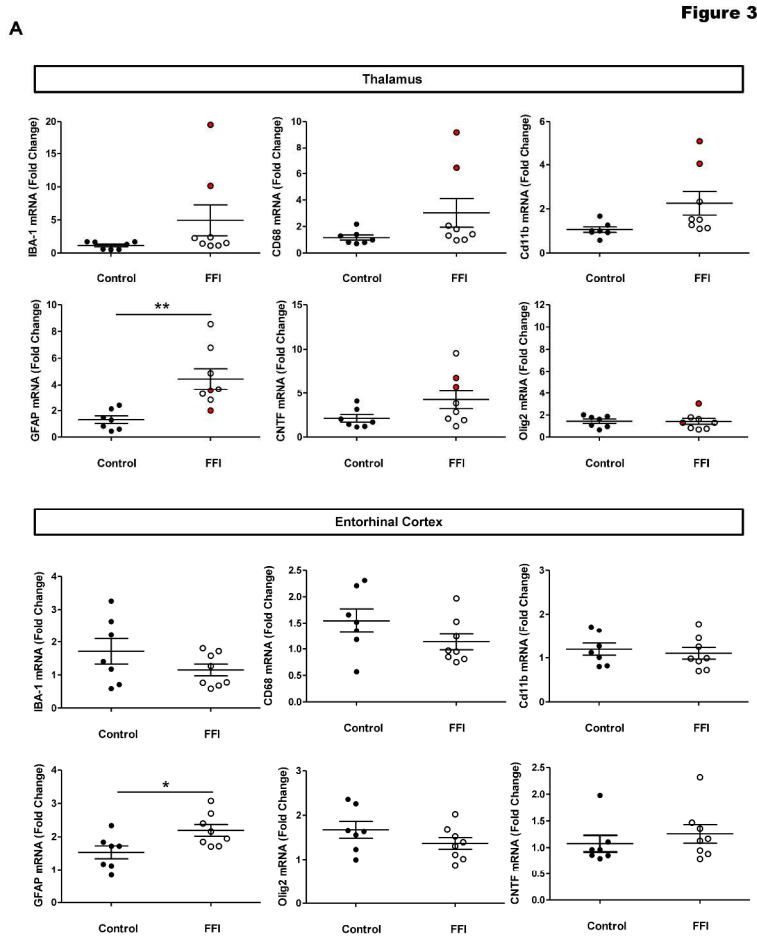 Figure 3
A
Thalamus
IBA-1 mRNA (Fold Change)
20
15
10
5
0
Control
FFI
CD68 mRNA (Fold Change)
10
8
6
4
2
0
Control
FFI
Cd11b mRNA (Fold Change)
6
4
2
0
Control
FFI
GFAP mRNA (Fold Change)
10
8
6
4
2
0
**
Control
FFI
CNTF mRNA (Fold Change)
15
10
5
0
Control
FFI
Olig2 mRNA (Fold Change)
12
10
8
6
4
2
0
Control
FFI
Entorhinal Cortex
IBA-1 mRNA (Fold Change)
4
3
2
1
0
Control
FFI
CD68 mRNA (Fold Change)
2.5
2.0
1.5
1.0
0.5
0.0
Control
FFI
Cd11b mRNA (Fold Change)
3
2
1
0
Control
FFI
GFAP mRNA (Fold Change)
4
3
2
1
0
*
Control
FFI
Olig2 mRNA (Fold Change)
3
2
1
0
Control
FFI
CNTF mRNA (Fold Change)
2.5
2.0
1.5
1.0
0.5
0.0
Control
FFI